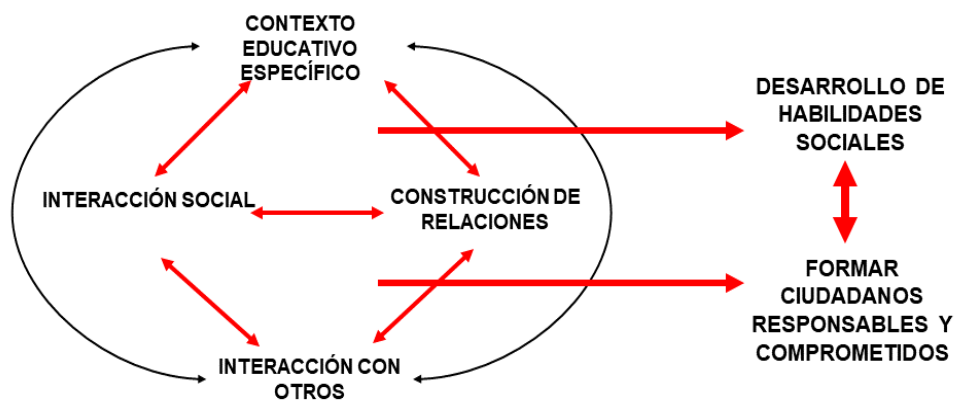 CONTEXTO
EDUCATIVO
ESPECÍFICO
DESARROLLO DE
HABILIDADES
SOCIALES
INTERACCIÓN SOCIAL
CONSTRUCCIÓN DE
RELACIONES
FORMAR
CIUDADANOS
RESPONSABLES Y
COMPROMETIDOS
INTERACCIÓN CON
OTROS